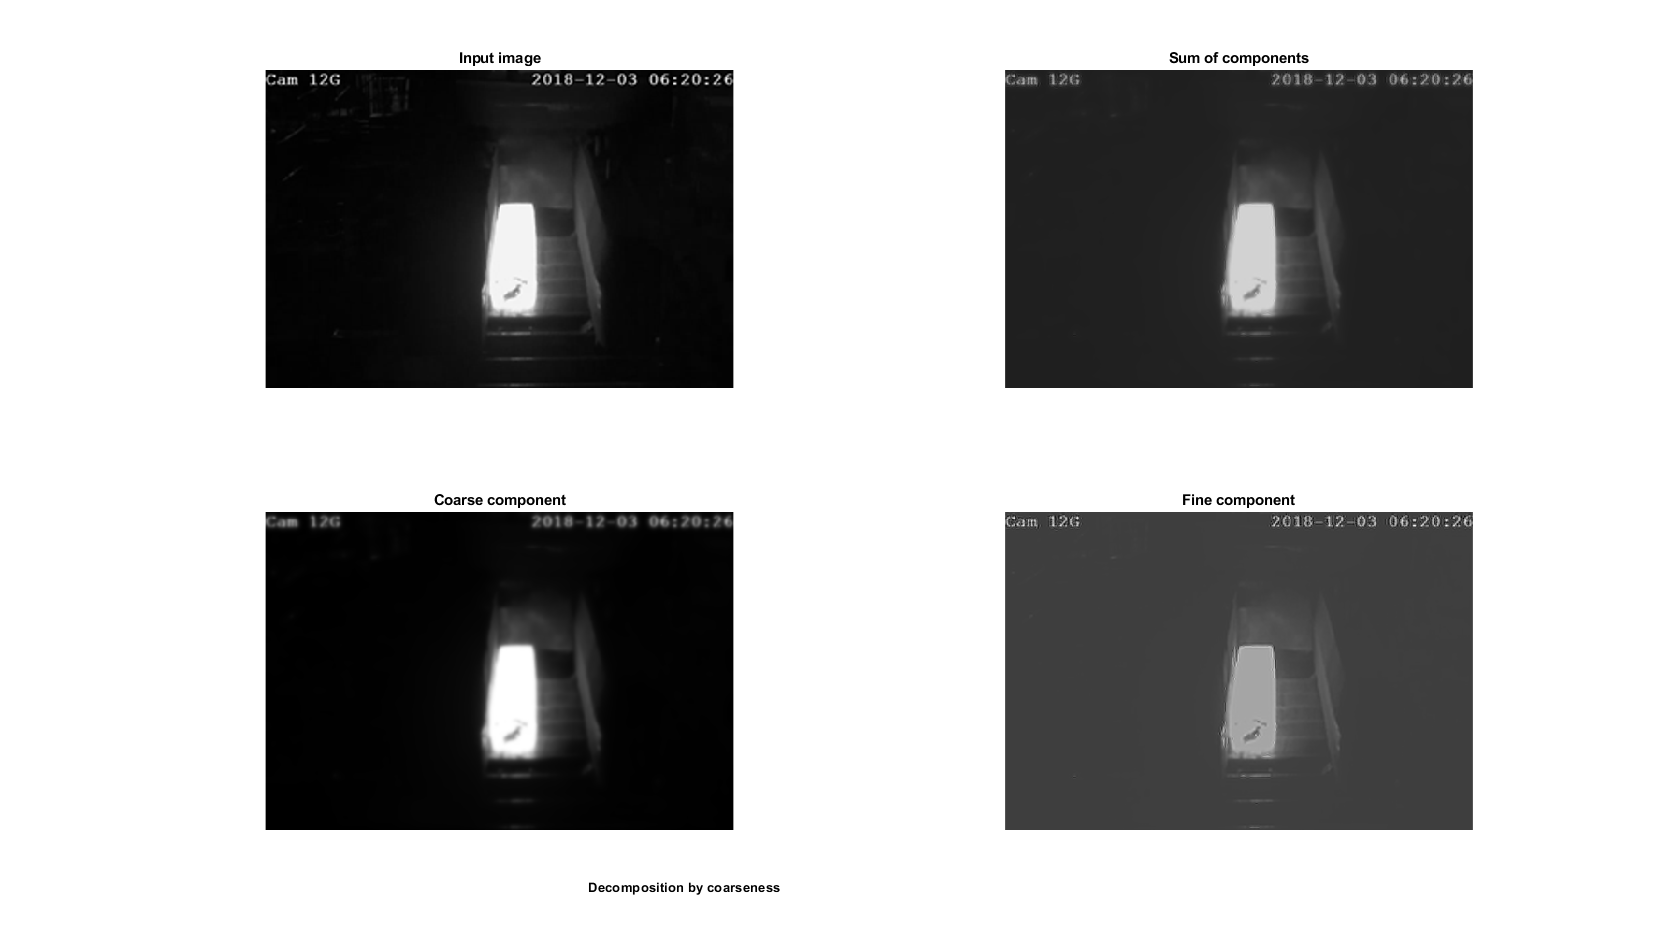 Input image
Cam 12G 2018-12-03 06:20:26
Sum of components
Cam 12G 2018-12-03 06:20:26
Coarse component
Cam 12G 2018-12-03 06:20:26
Fine component
Cam 12G 2018-12-03 06:20:26
Decomposition by coarseness